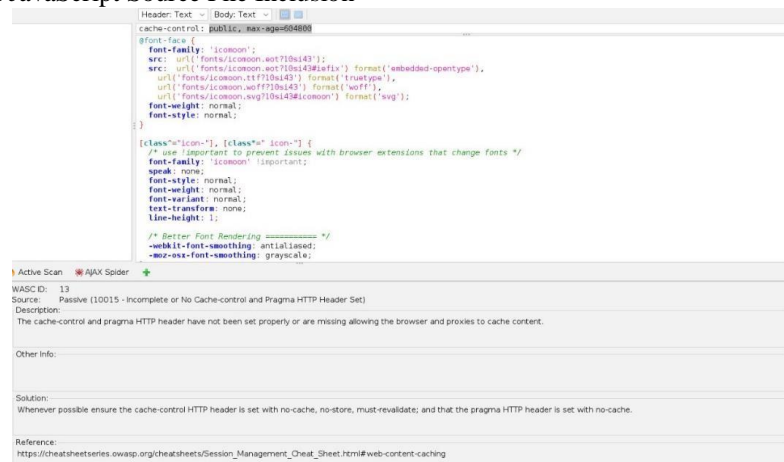 JavaScript Source File Inclusion
Header: Text Body: Text
cache-control: public, max-age=604800
@font-face {
font-family: 'icomoon';
src: url('fonts/icomoon.eot?10si43');
src: url('fonts/icomoon.eot?10si43#iefix') format('embedded-opentype'),
url('fonts/icomoon.ttf?10si43') format('truetype'),
url('fonts/icomoon.woff?10si43') format('woff'),
url('fonts/icomoon.svg?10si43#icomoon') format('svg');
font-weight: normal;
font-style: normal;
}
[class^="icon-"], [class*=" icon-"] {
/* use !important to prevent issues with browser extensions that change fonts */
font-family: 'icomoon' !important;
speak: none;
font-style: normal;
font-weight: normal;
font-variant: normal;
text-transform: none;
line-height: 1;
/* Better Font Rendering =========== */
-webkit-font-smoothing: antialiased;
-moz-osx-font-smoothing: grayscale;
Active Scan AJAX Spider
WASC ID: 13
Source: Passive (10015 - Incomplete or No Cache-control and Pragma HTTP Header Set)
Description:
The cache-control and pragma HTTP header have not been set properly or are missing allowing the browser and proxies to cache content.
Other Info:
Solution:
Whenever possible ensure the cache-control HTTP header is set with no-cache, no-store, must-revalidate; and that the pragma HTTP header is set with no-cache.
Reference:
https://cheatsheetseries.owasp.org/cheatsheets/Session_Management_Cheat_Sheet.html#web-content-caching